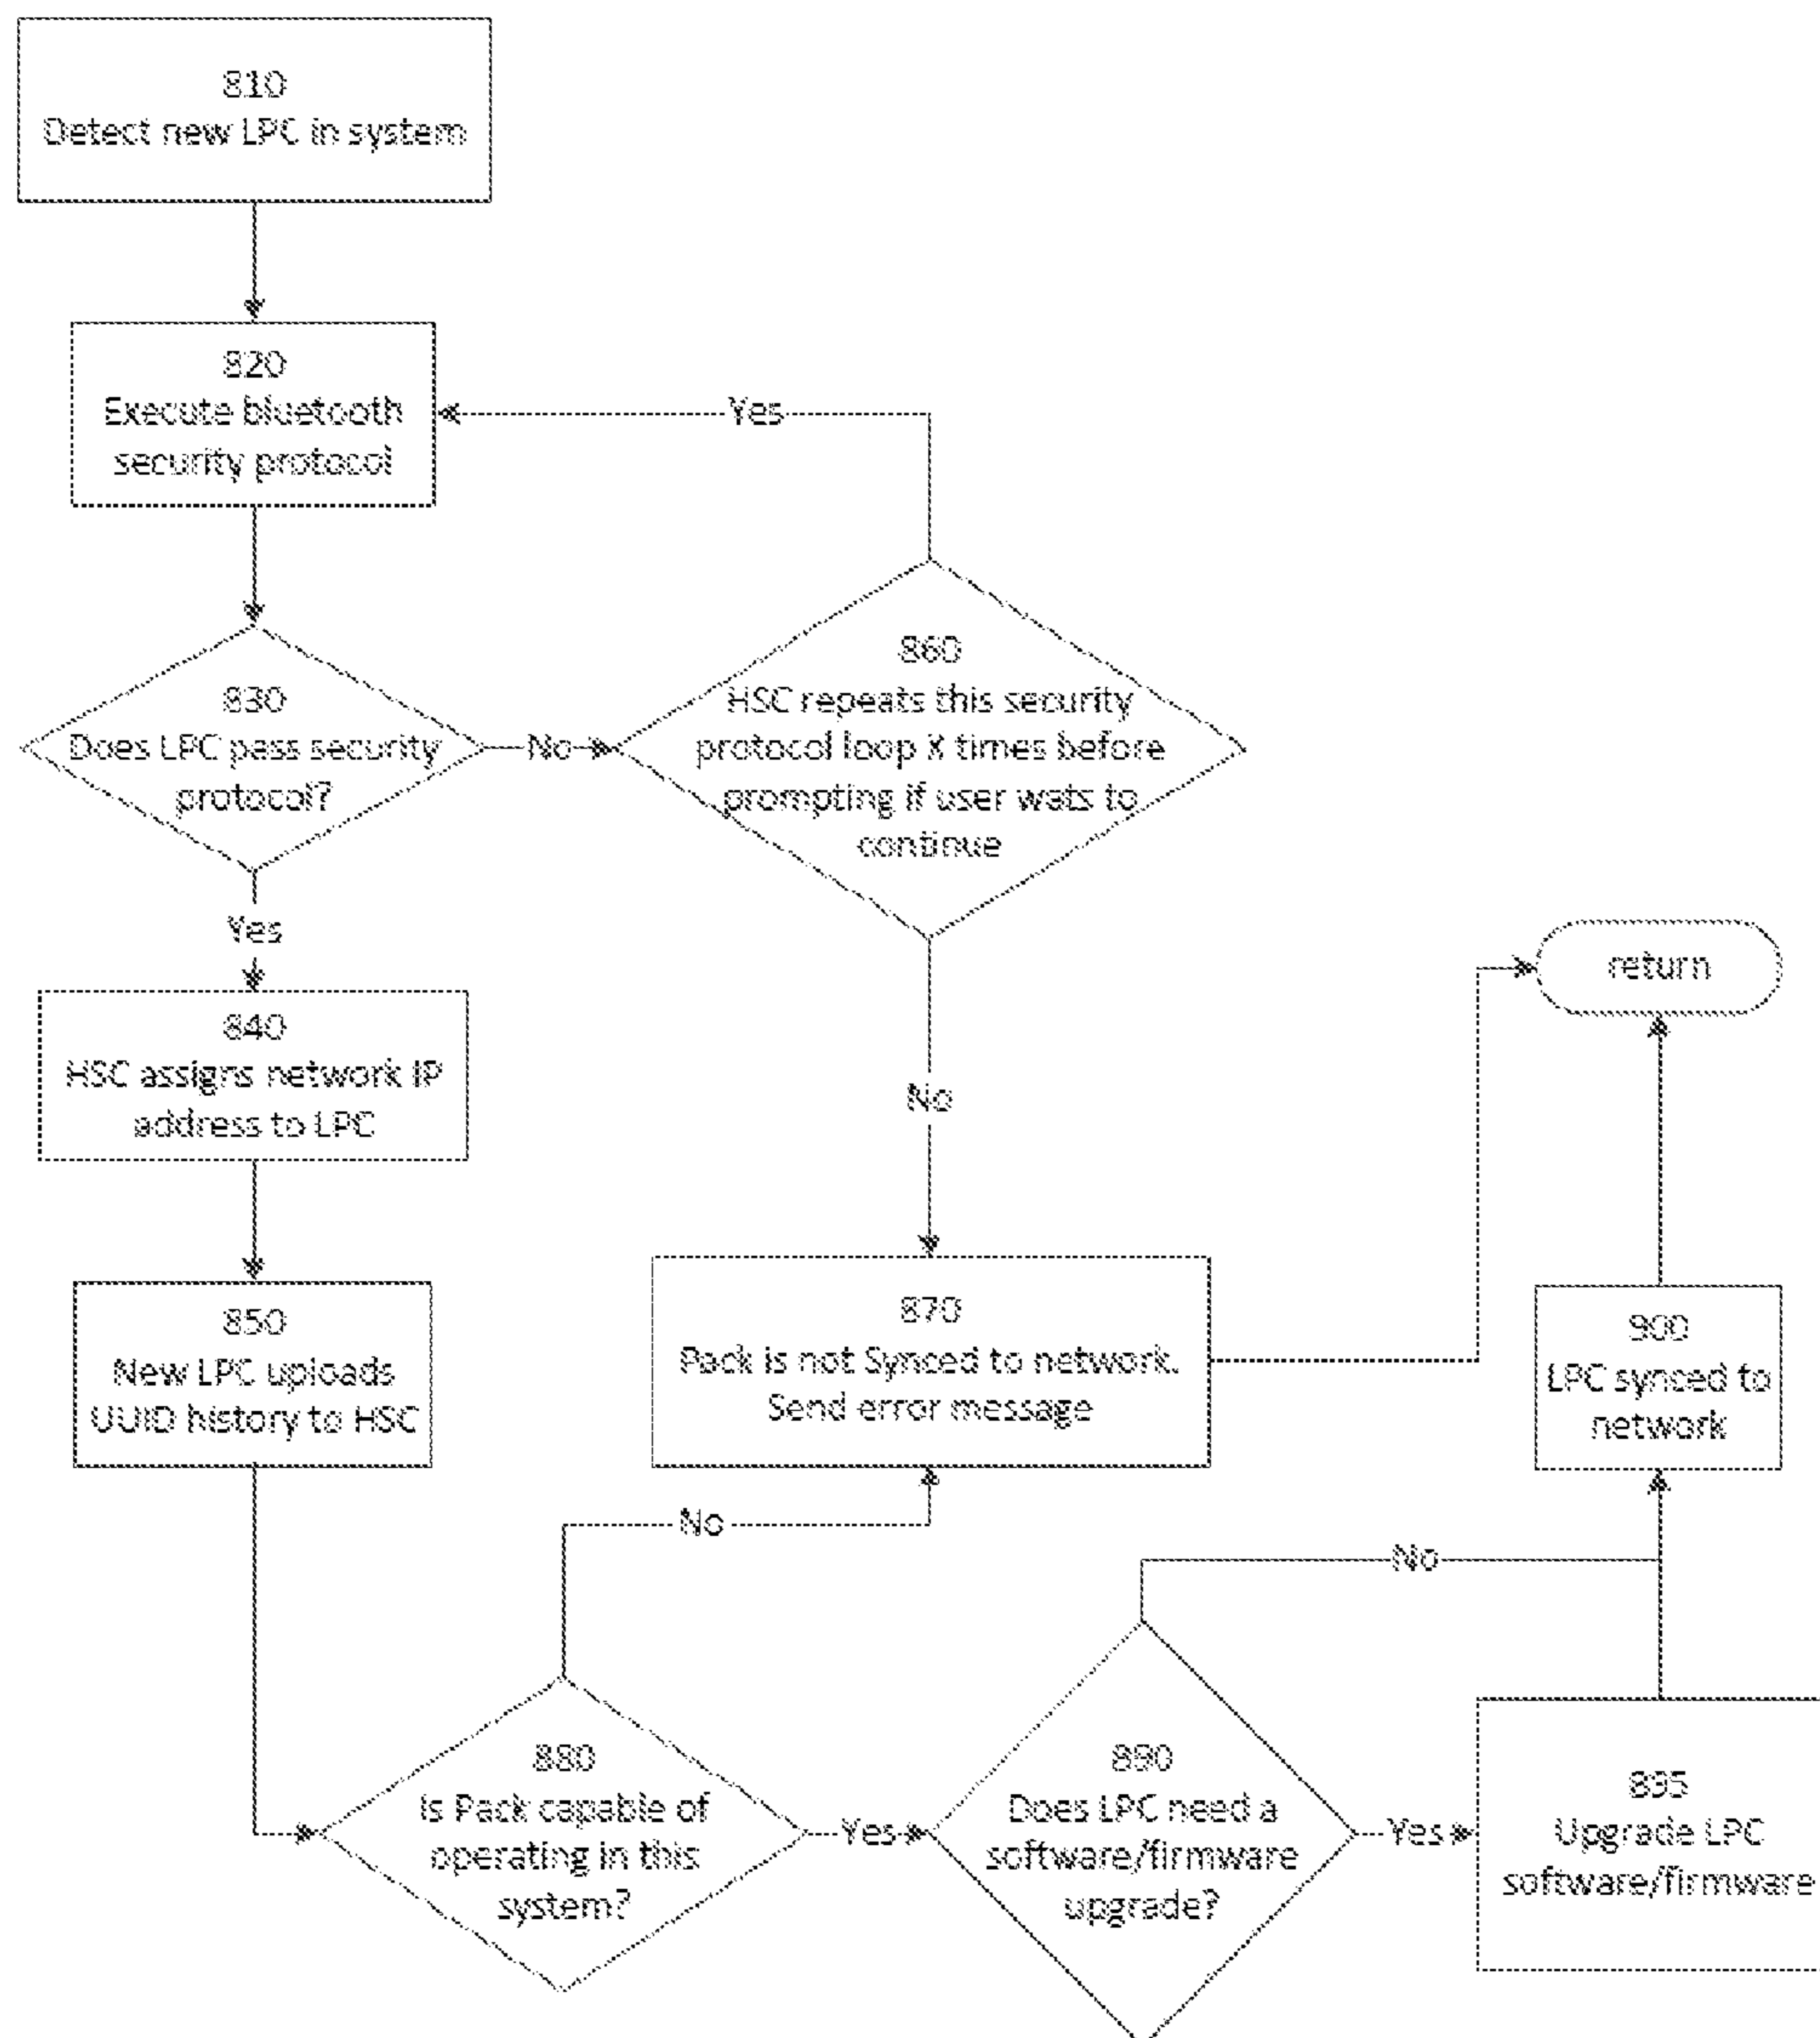 810
Detect new LPC in system
820
Execute bluetooth
security protocol
Yes
830
Does LPC pass security
protocol?
No
860
HSC repeats this security
protocol loop X times before
prompting if user wats to
continue
Yes
No
840
HSC assigns network IP
address to LPC
850
New LPC uploads
UUID history to HSC
870
Pack is not Synced to network.
Send error message
return
900
LPC synced to
network
No
No
880
Is Pack capable of
operating in this
system?
Yes
890
Does LPC need a
software/firmware
upgrade?
Yes
895
Upgrade LPC
software/firmware